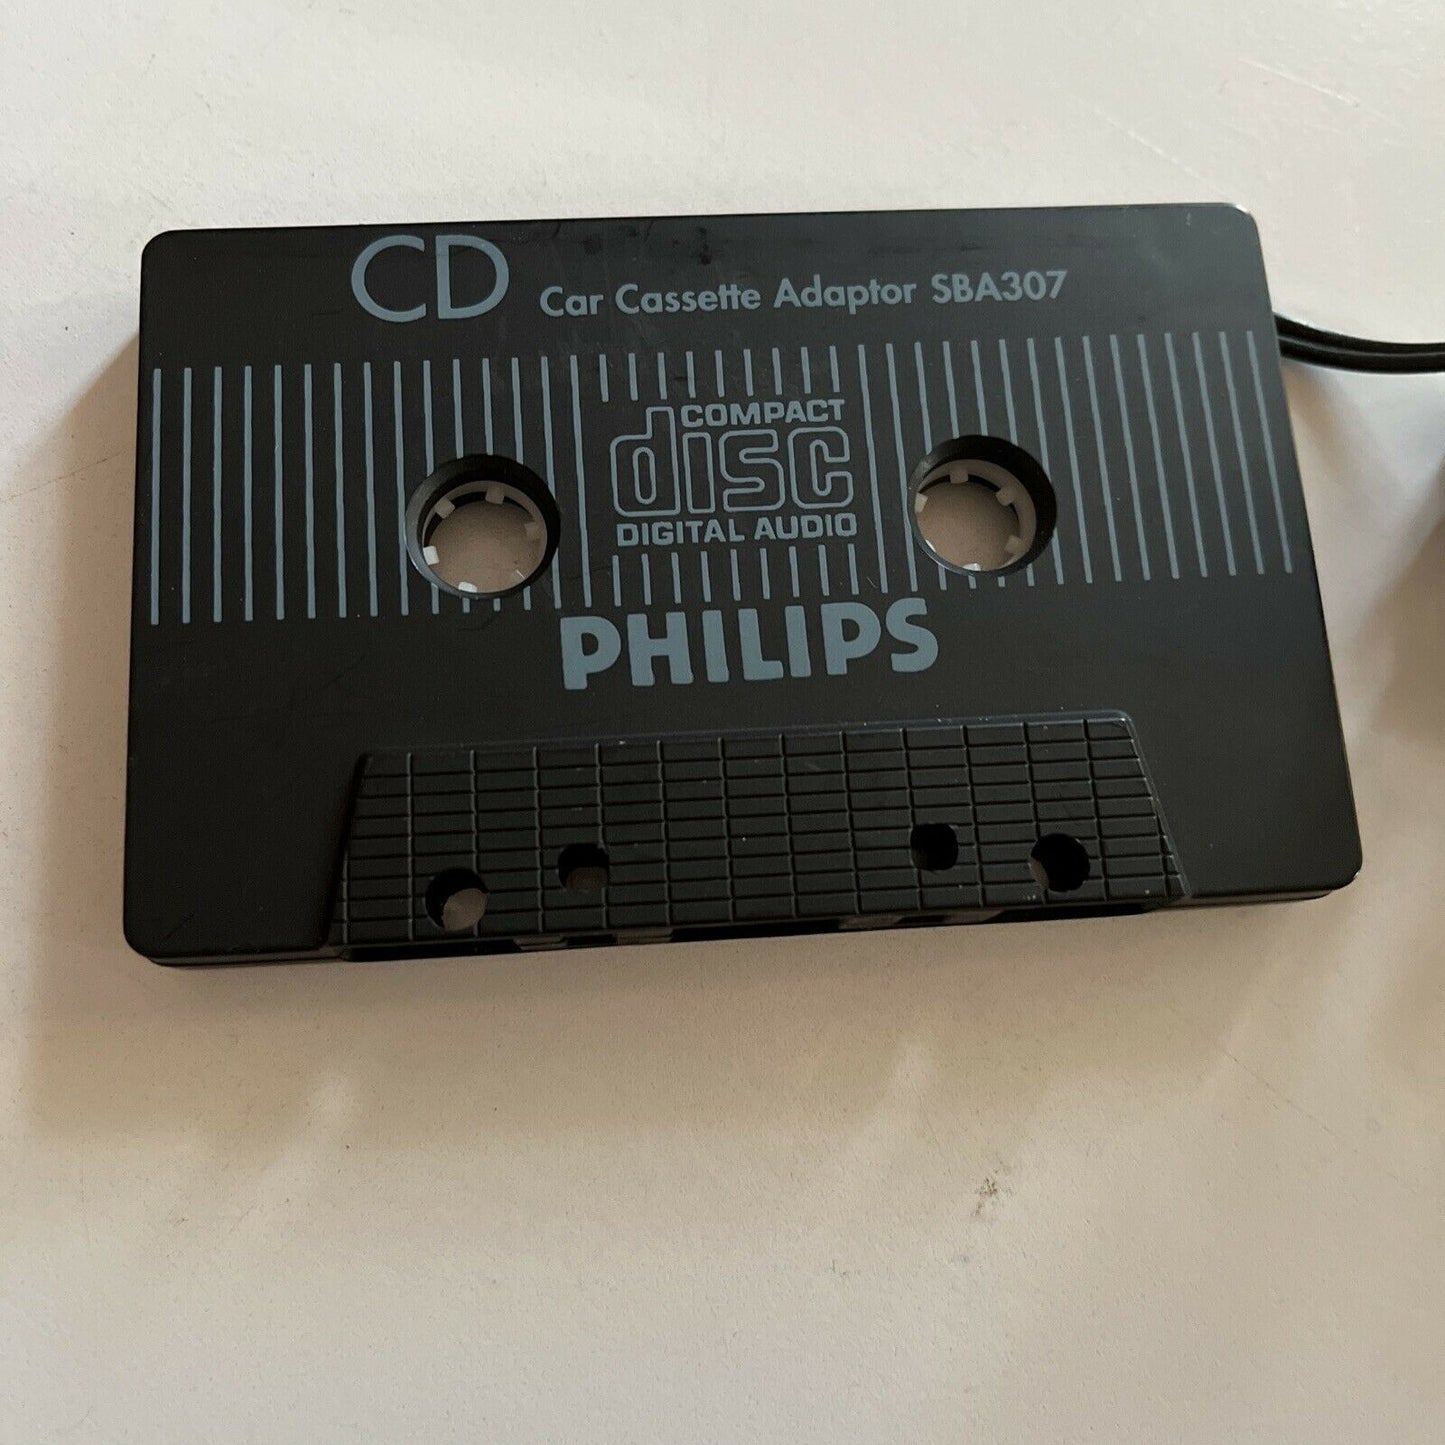 CD Car Cassette Adaptor SBA307
COMPACT
disc
DIGITAL AUDIO
PHILIPS